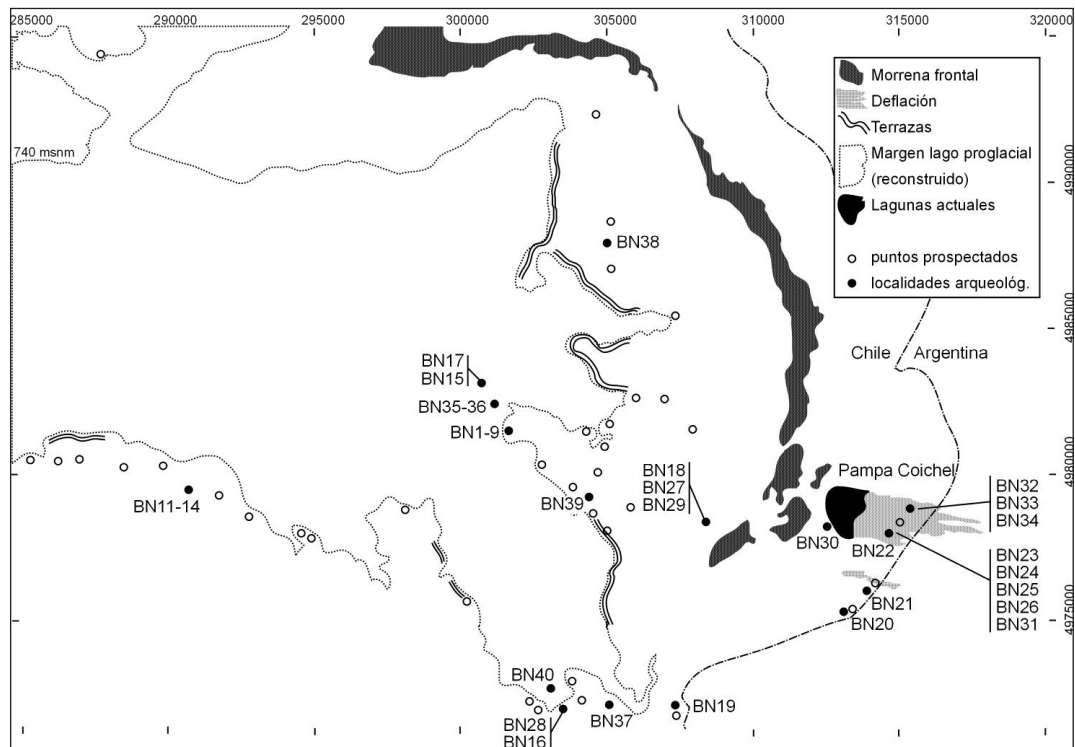 285000
290000
295000
300000
305000
310000
315000
320000
Morrena frontal
Deflación
Terrazas
Margen lago proglacial
(reconstruido)
Lagunas actuales
puntos prospectados
localidades arqueológ.
740 msnm
4990000
BN38
4985000
Chile
Argentina
BN17
BN15
BN35-36
BN1-9
4980000
BN18
BN27
BN29
Pampa Coichel
BN32
BN33
BN34
BN11-14
BN39
BN30
BN22
BN23
BN24
BN25
BN26
BN31
BN21
BN20
4975000
BN40
BN28
BN16
BN37
BN19